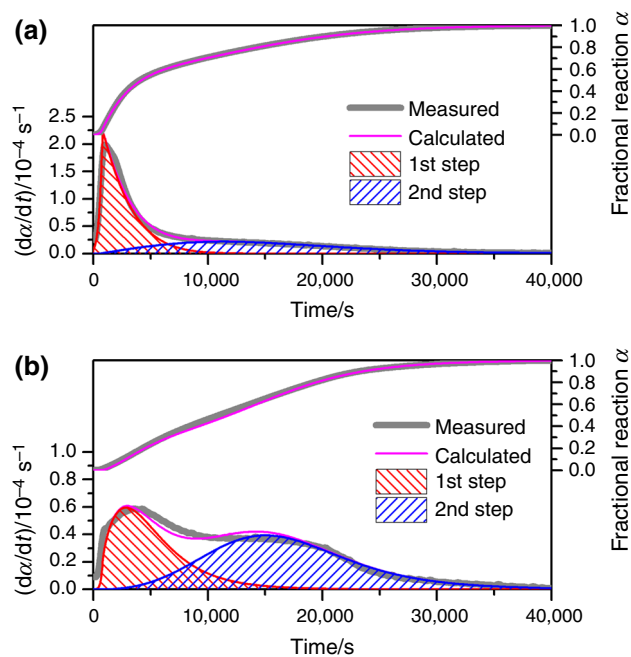 (a)
1.0
0.8
0.6
0.4
0.2
0.0
Fractional reaction α
2.5
2.0
1.5
1.0
0.5
0.0
(dα/dt)/10⁻⁴ s⁻¹
Measured
Calculated
1st step
2nd step
0 10,000 20,000 30,000 40,000
Time/s
(b)
1.0
0.8
0.6
0.4
0.2
0.0
Fractional reaction α
1.0
0.8
0.6
0.4
0.2
0.0
(dα/dt)/10⁻⁴ s⁻¹
Measured
Calculated
1st step
2nd step
0 10,000 20,000 30,000 40,000
Time/s